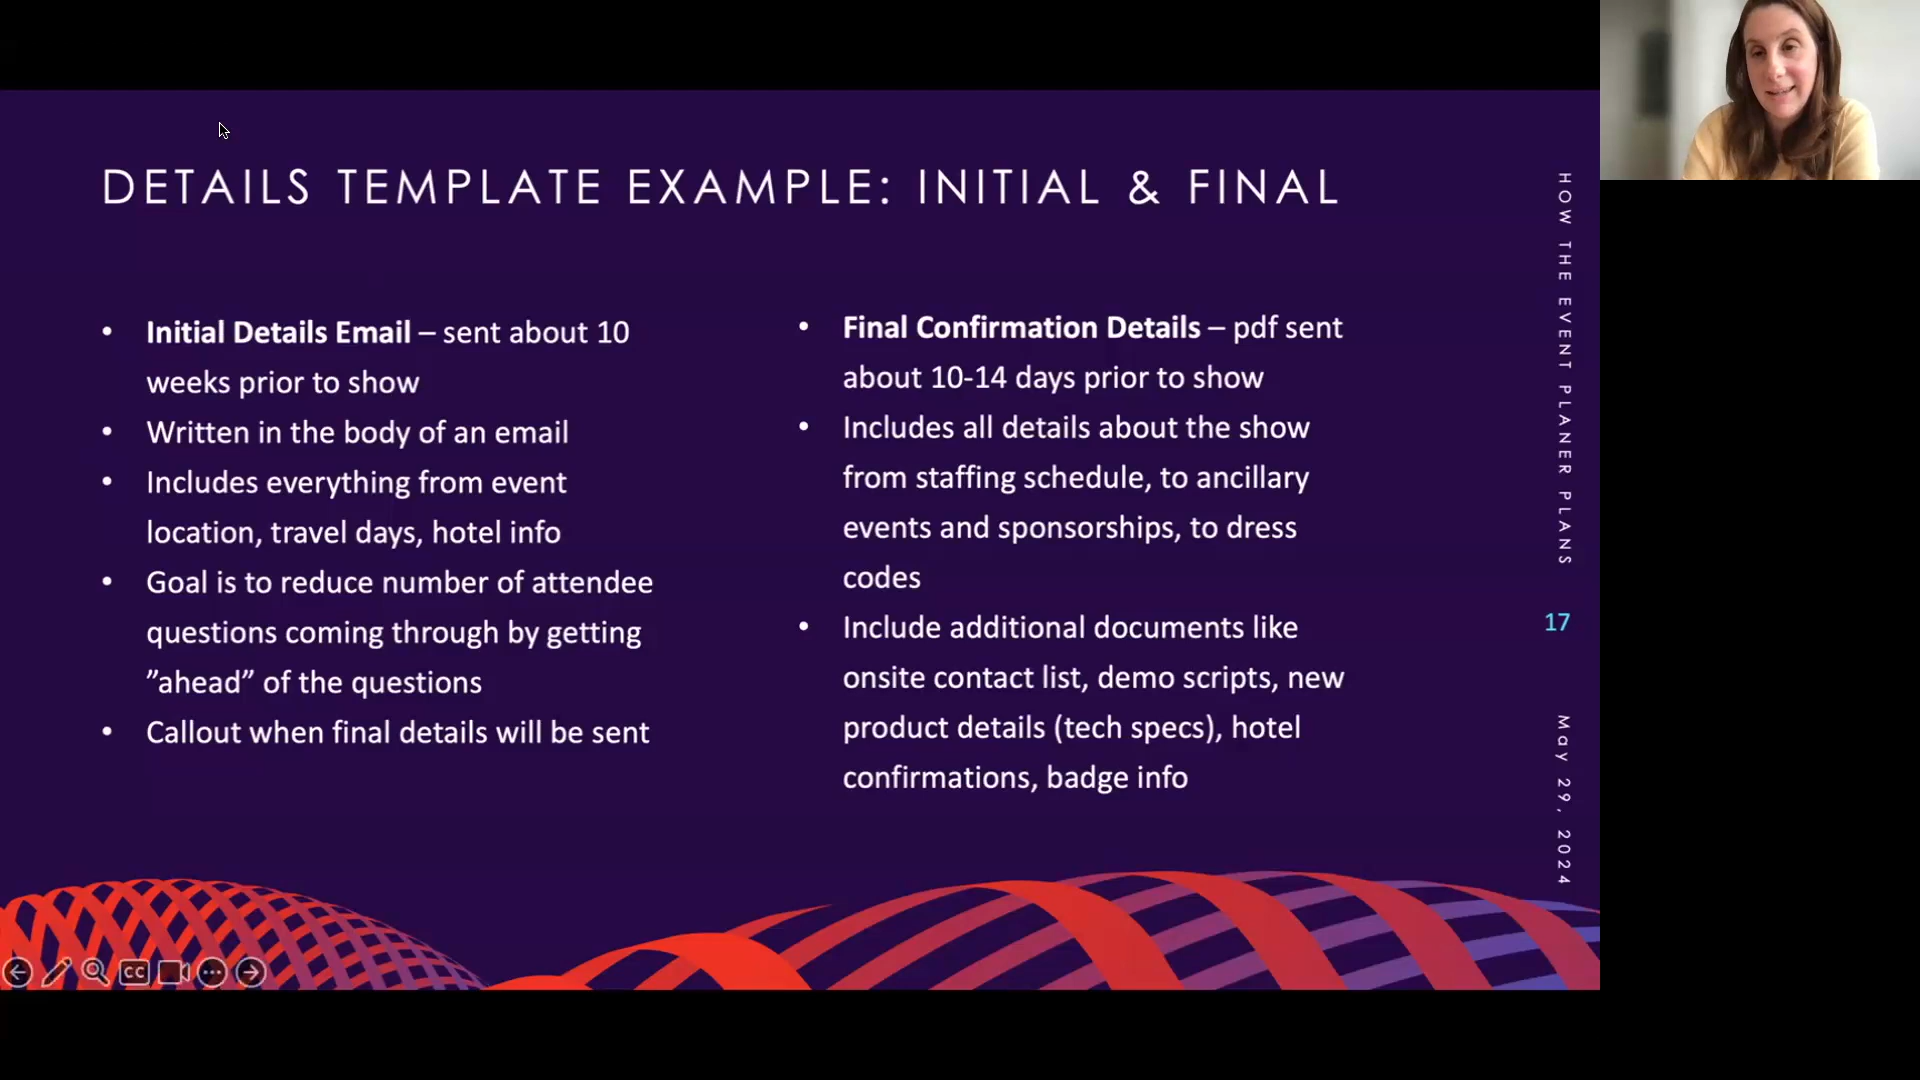 DETAILS TEMPLATE EXAMPLE: INITIAL & FINAL
• Initial Details Email – sent about 10
weeks prior to show
• Written in the body of an email
• Includes everything from event
location, travel days, hotel info
• Goal is to reduce number of attendee
questions coming through by getting
”ahead” of the questions
• Callout when final details will be sent
• Final Confirmation Details – pdf sent
about 10-14 days prior to show
• Includes all details about the show
from staffing schedule, to ancillary
events and sponsorships, to dress
codes
• Include additional documents like
onsite contact list, demo scripts, new
product details (tech specs), hotel
confirmations, badge info
HOW THE EVENT PLANER PLANS
17
May 29, 2024
CC